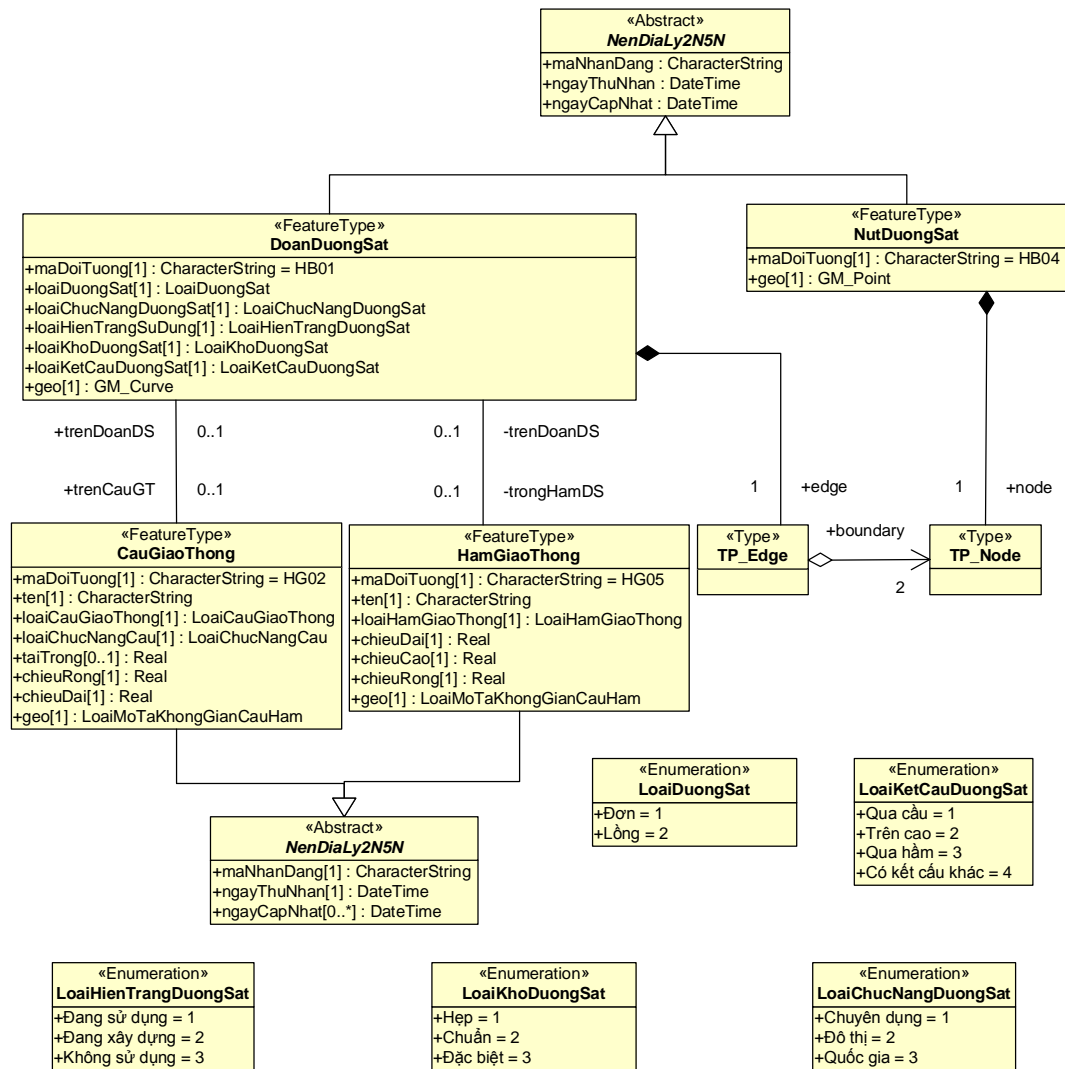 «Abstract»
NenDiaLy2N5N
+maNhanDang : CharacterString
+ngayThuNhan : DateTime
+ngayCapNhat : DateTime
«FeatureType»
DoanDuongSat
+maDoiTuong[1] : CharacterString = HB01
+loaiDuongSat[1] : LoaiDuongSat
+loaiChucNangDuongSat[1] : LoaiChucNangDuongSat
+loaiHienTrangSuDung[1] : LoaiHienTrangDuongSat
+loaiKhoDuongSat[1] : LoaiKhoDuongSat
+loaiKetCauDuongSat[1] : LoaiKetCauDuongSat
+geo[1] : GM_Curve
«FeatureType»
NutDuongSat
+maDoiTuong[1] : CharacterString = HB04
+geo[1] : GM_Point
+trenDoanDS 0..1
0..1 -trenDoanDS
+trenCauGT 0..1
0..1 -trongHamDS
1 +edge
1 +node
«FeatureType»
CauGiaoThong
+maDoiTuong[1] : CharacterString = HG02
+ten[1] : CharacterString
+loaiCauGiaoThong[1] : LoaiCauGiaoThong
+loaiChucNangCau[1] : LoaiChucNangCau
+taiTrong[0..1] : Real
+chieuRong[1] : Real
+chieuDai[1] : Real
+geo[1] : LoaiMoTaKhongGianCauHam
«FeatureType»
HamGiaoThong
+maDoiTuong[1] : CharacterString = HG05
+ten[1] : CharacterString
+loaiHamGiaoThong[1] : LoaiHamGiaoThong
+chieuDai[1] : Real
+chieuCao[1] : Real
+chieuRong[1] : Real
+geo[1] : LoaiMoTaKhongGianCauHam
«Type»
TP_Edge
+boundary
2
«Type»
TP_Node
«Abstract»
NenDiaLy2N5N
+maNhanDang[1] : CharacterString
+ngayThuNhan[1] : DateTime
+ngayCapNhat[0..*] : DateTime
«Enumeration»
LoaiDuongSat
+Đơn = 1
+Lồng = 2
«Enumeration»
LoaiKetCauDuongSat
+Qua cầu = 1
+Trên cao = 2
+Qua hầm = 3
+Có kết cấu khác = 4
«Enumeration»
LoaiHienTrangDuongSat
+Đang sử dụng = 1
+Đang xây dựng = 2
+Không sử dụng = 3
«Enumeration»
LoaiKhoDuongSat
+Hẹp = 1
+Chuẩn = 2
+Đặc biệt = 3
«Enumeration»
LoaiChucNangDuongSat
+Chuyên dụng = 1
+Đô thị = 2
+Quốc gia = 3